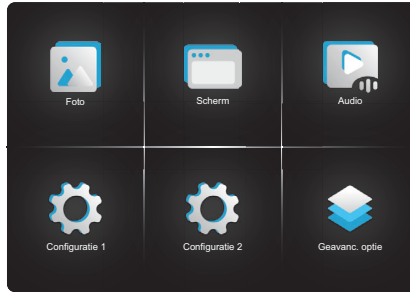 Foto
Scherm
Audio
Configuratie 1
Configuratie 2
Geavanc. optie